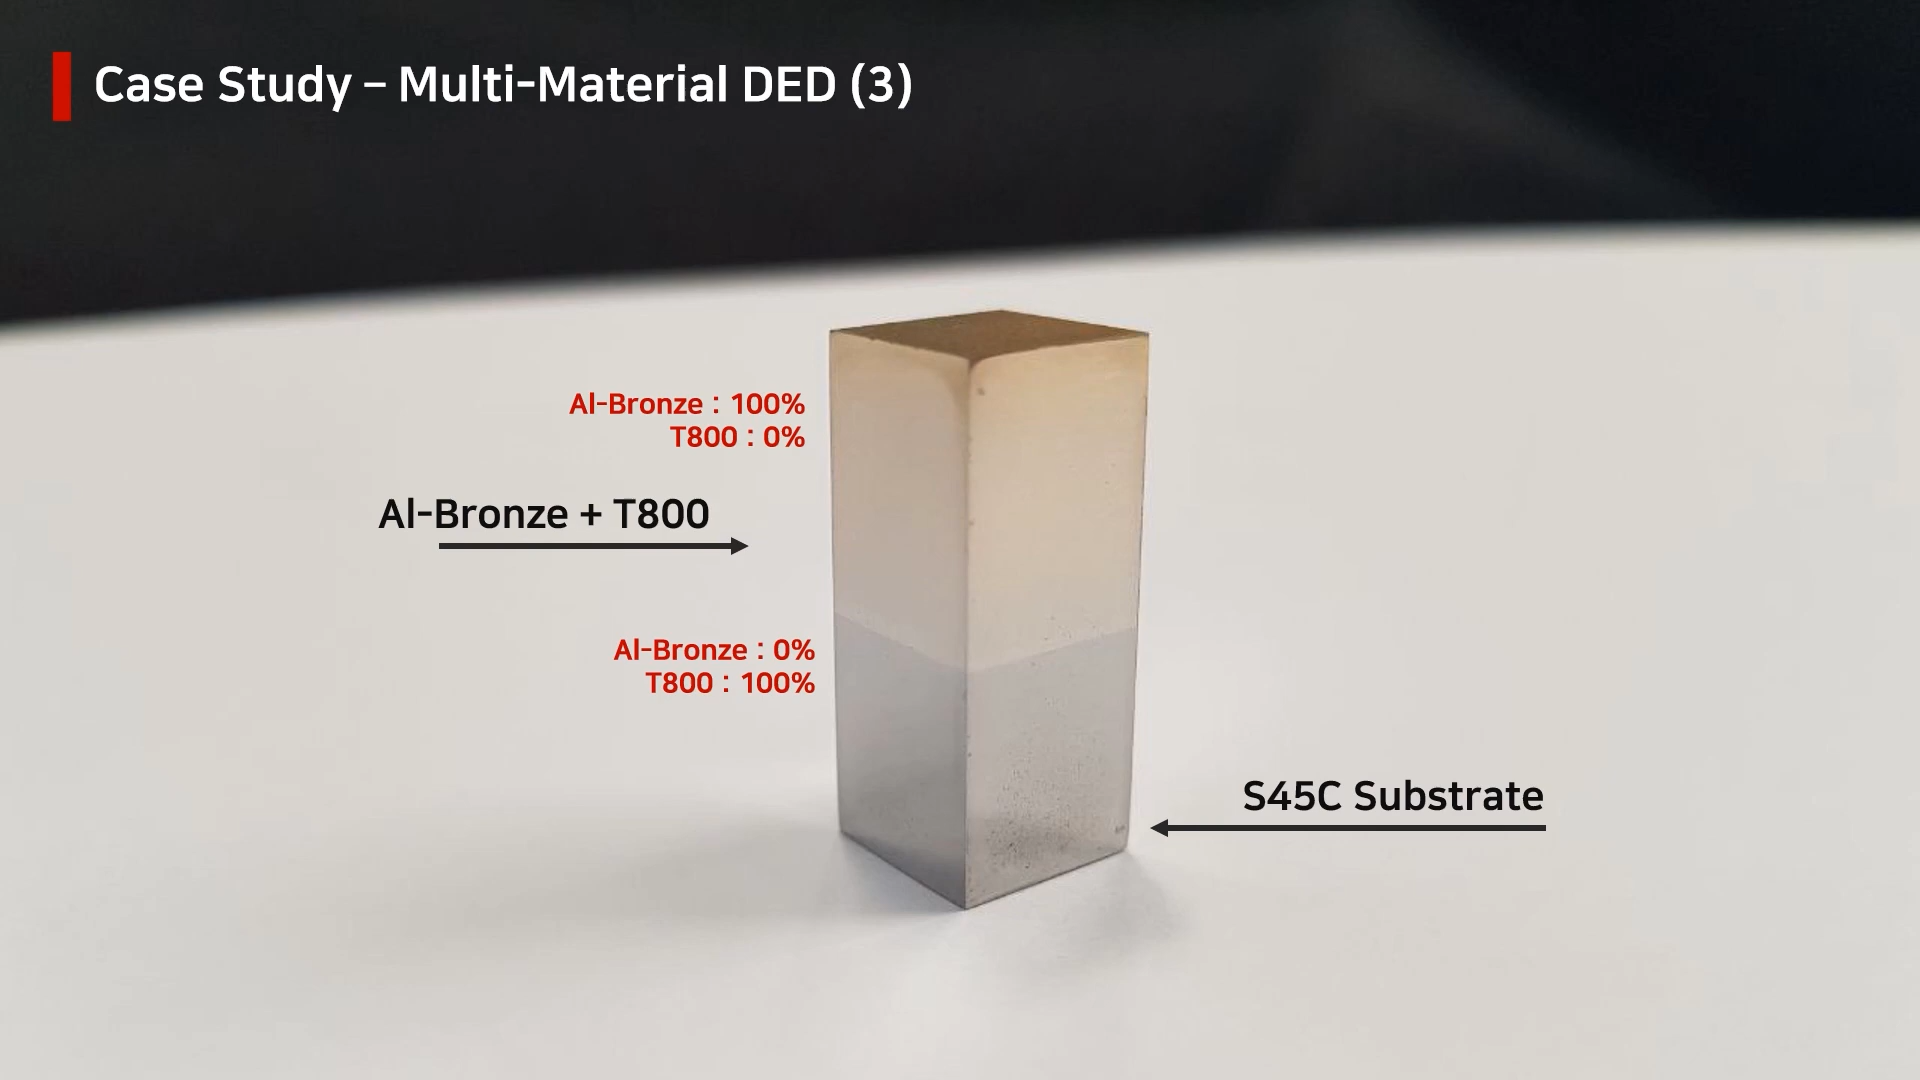 Case Study – Multi-Material DED (3)
Al-Bronze : 100%
T800 : 0%
Al-Bronze + T800
Al-Bronze : 0%
T800 : 100%
S45C Substrate